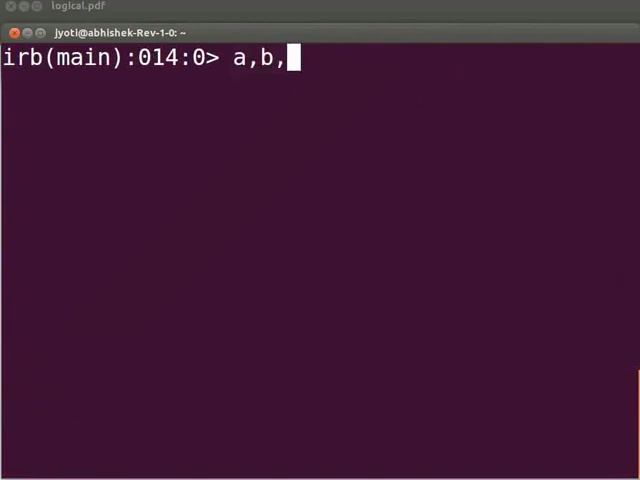 logical.pdf
jyoti@abhishek-Rev-1-0: ~
irb(main):014:0> a,b,